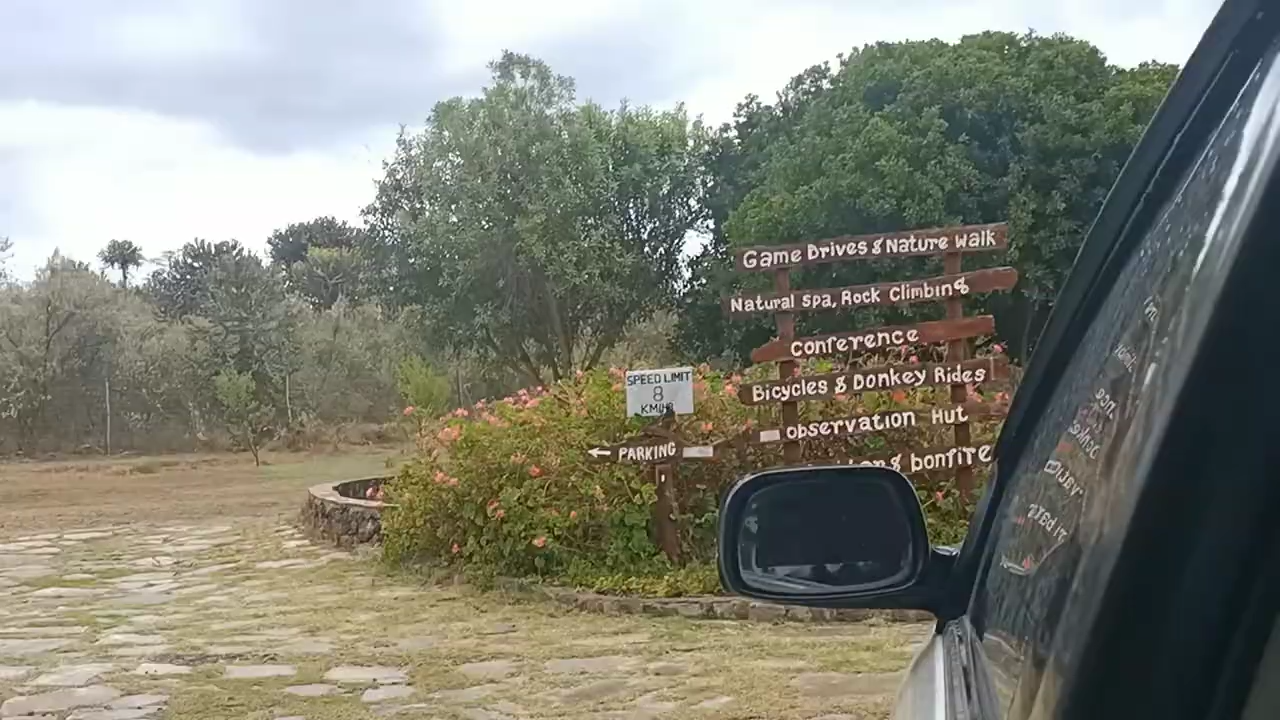 Game Drives & Nature Walk
Natural Spa, Rock Climbing
Conference
Bicycles & Donkey Rides
Observation Hut
& bonfire
SPEED LIMIT
8
KM/HR
← PARKING